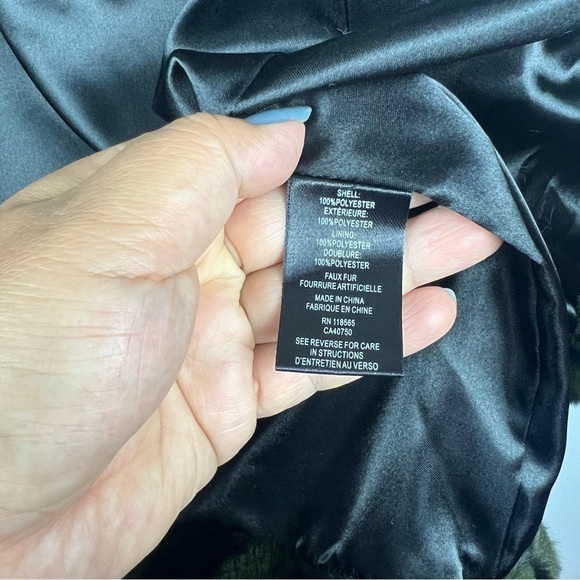 SHELL:
100%POLYESTER
EXTÉRIEURE:
100%POLYESTER
LINING:
100%POLYESTER
DOUBLURE:
100%POLYESTER
FAUX FUR
FOURRURE ARTIFICIELLE
MADE IN CHINA
FABRIQUE EN CHINE
RN 118565
CA40750
SEE REVERSE FOR CARE
IN STRUCTIONS
D'ENTRETIEN AU VERSO